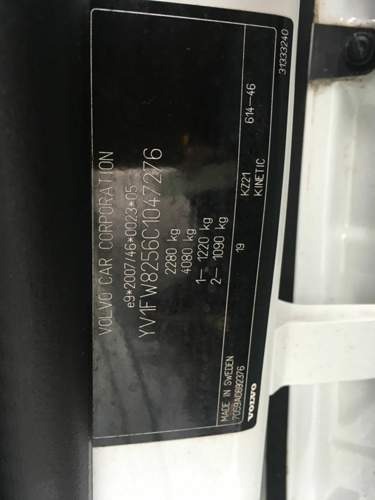 VOLVO CAR CORPORATION
e9*2007/46*0023*05
YV1FW8256C1047276
2280 kg
4080 kg
1– 1220 kg
2– 1090 kg
19
KZ21 614–46
KINETIC
31333240
MADE IN SWEDEN
VOLVO